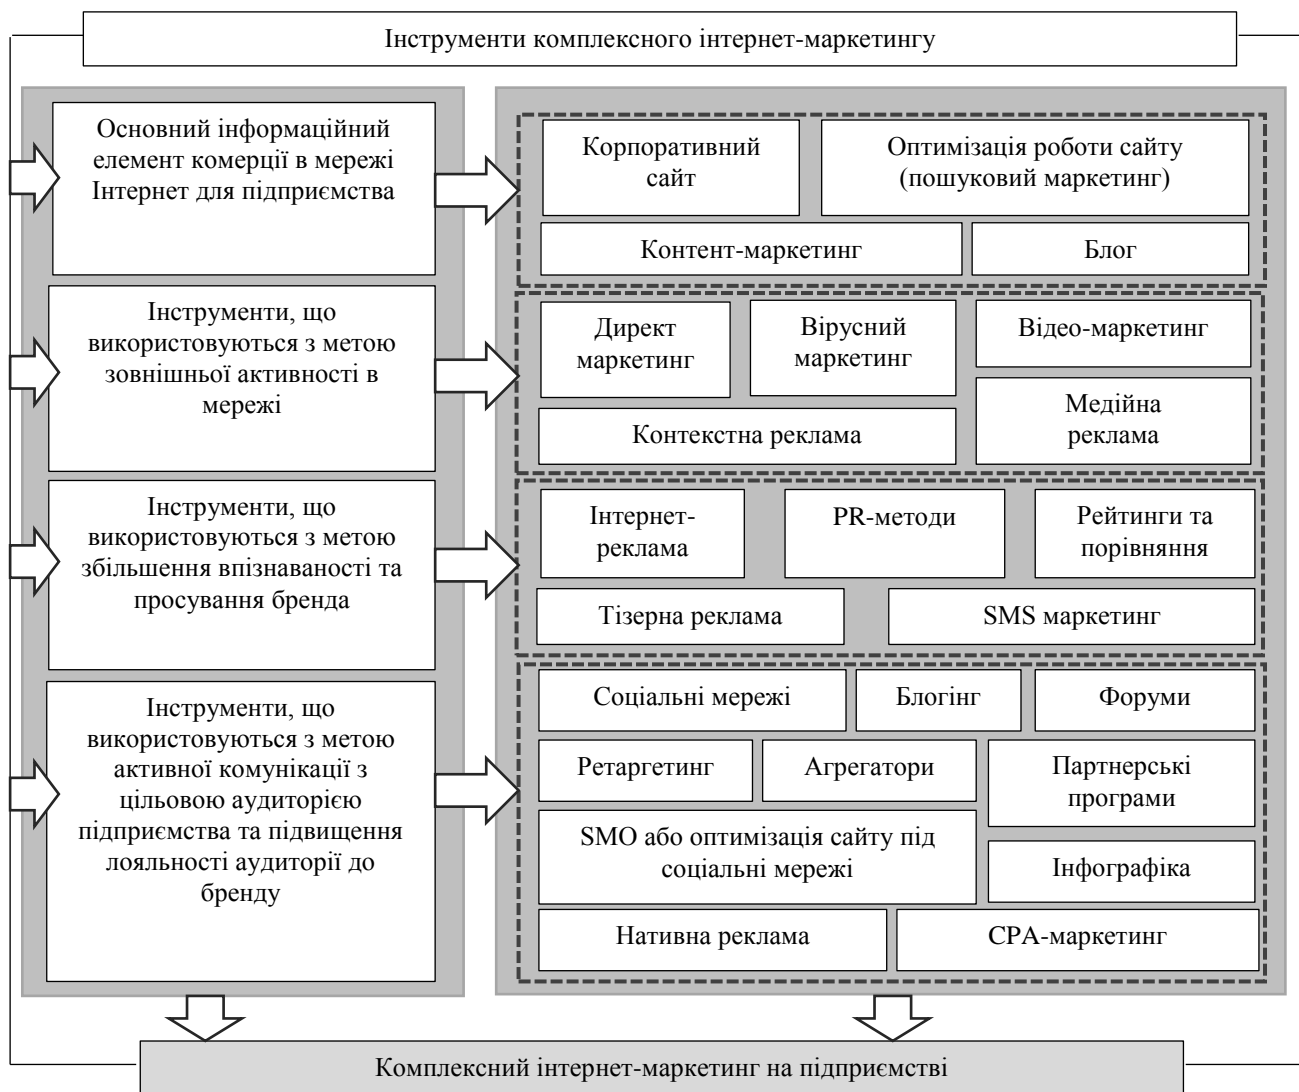 Інструменти комплексного інтернет-маркетингу
Основний інформаційний
елемент комерції в мережі
Інтернет для підприємства
Корпоративний
сайт
Оптимізація роботи сайту
(пошуковий маркетинг)
Контент-маркетинг
Блог
Інструменти, що
використовуються з метою
зовнішньої активності в
мережі
Директ
маркетинг
Вірусний
маркетинг
Відео-маркетинг
Контекстна реклама
Медійна
реклама
Інструменти, що
використовуються з метою
збільшення впізнаваності та
просування бренда
Інтернет-
реклама
PR-методи
Рейтинги та
порівняння
Тізерна реклама
SMS маркетинг
Інструменти, що
використовуються з метою
активної комунікації з
цільовою аудиторією
підприємства та підвищення
лояльності аудиторії до
бренду
Соціальні мережі
Блогінг
Форуми
Ретаргетинг
Агрегатори
Партнерські
програми
SMO або оптимізація сайту під
соціальні мережі
Інфографіка
Нативна реклама
CPA-маркетинг
Комплексний інтернет-маркетинг на підприємстві